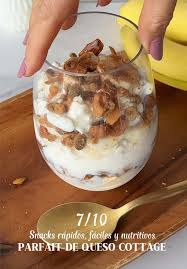 7/10
Snacks rápidos, fáciles y nutritivos.
PARFAIT DE QUESO COTTAGE